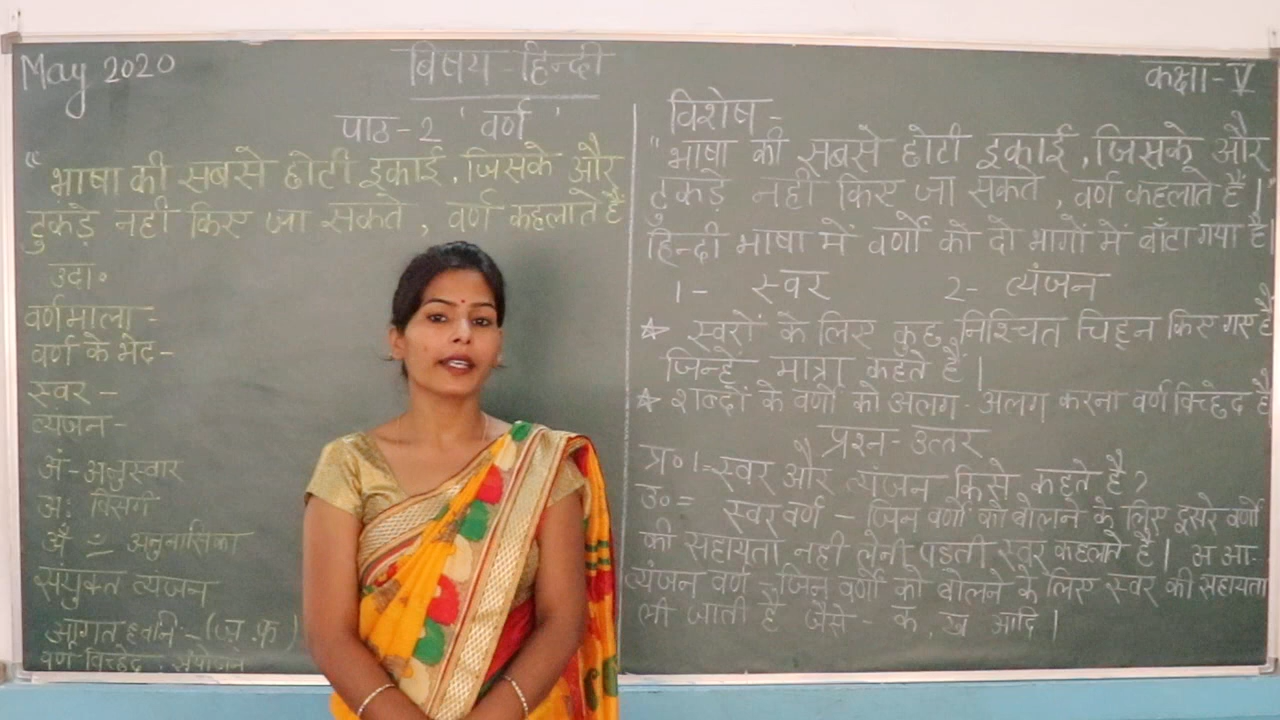 May 2020
विषय - हिन्दी
कक्षा - V
पाठ - 2 ' वर्ण '
" भाषा की सबसे छोटी इकाई, जिसके और
टुकड़े नही किए जा सकते, वर्ण कहलाते है
उदा०
वर्णमाला -
वर्ण के भेद -
स्वर -
व्यंजन -
अं - अनुस्वार
अः विसर्ग
अँ = अनुनासिका
संयुक्त व्यंजन
आगत ध्वनि - (ज़ फ़)
वर्ण विच्छेद : संयोजन
विशेष -
" भाषा की सबसे छोटी इकाई, जिसके और
टुकड़े नही किए जा सकते, वर्ण कहलाते हैं।"
हिन्दी भाषा में वर्णों को दो भागों में बाँटा गया है।
1 - स्वर 2 - व्यंजन
☆ स्वरों के लिए कुछ निश्चित चिह्न किए गए है
जिन्हें मात्रा कहते हैं।
☆ शब्दों के वर्णों को अलग - अलग करना वर्ण विच्छेद है
प्रश्न - उत्तर
प्र० 1 = स्वर और व्यंजन किसे कहते है?
उ० = स्वर वर्ण - जिन वर्णों को बोलने के लिए दूसरे वर्णों
की सहायता नही लेनी पड़ती स्वर कहलाते है। अ आ -
व्यंजन वर्ण - जिन वर्णों को बोलने के लिए स्वर की सहायता
ली जाती है जैसे - क, ख आदि।